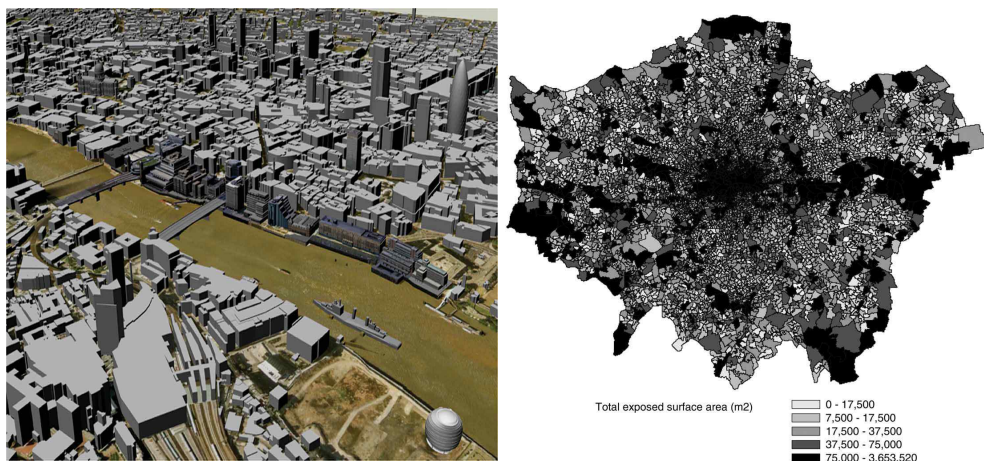 Total exposed surface area (m2)
0 - 17,500
7,500 - 17,500
17,500 - 37,500
37,500 - 75,000
75,000 - 3,653,520